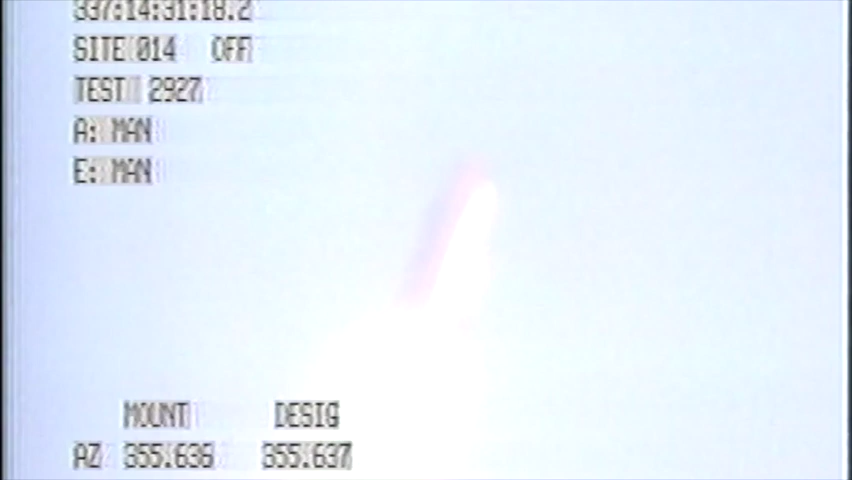 337:14:31:18.2
SITE 014 OFF
TEST 2927
A: MAN
E: MAN
MOUNT DESIG
AZ 355.636 355.637